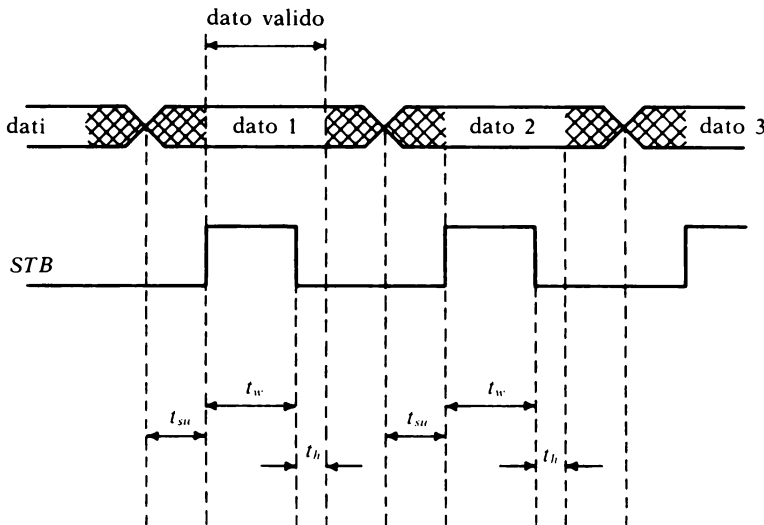 dato valido
dati dato 1 dato 2 dato 3
STB
t_w t_w
t_su t_su
t_h t_h